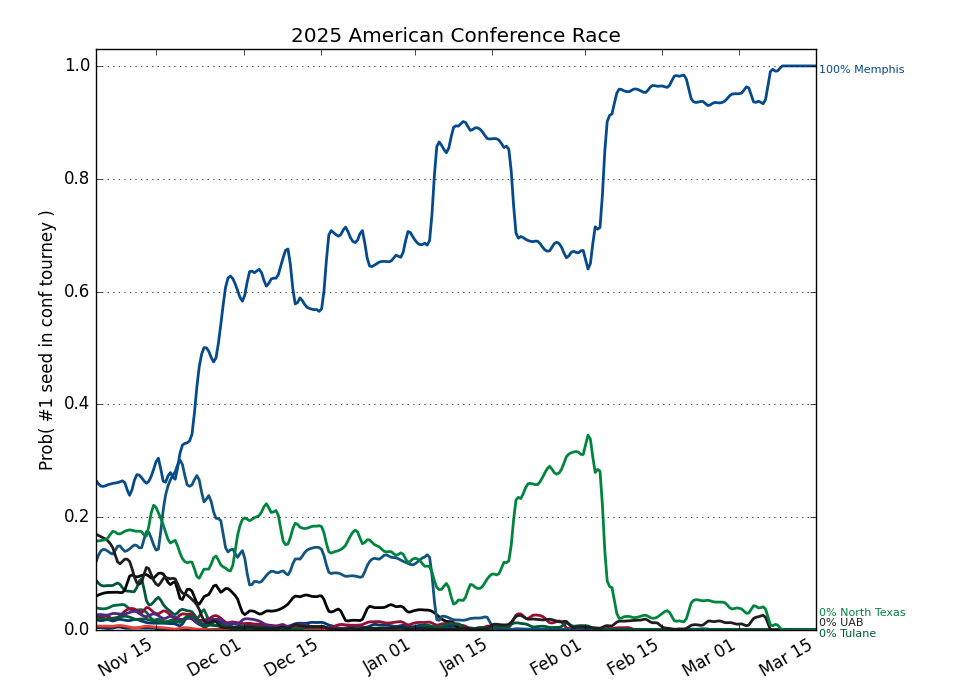 2025 American Conference Race
Prob( #1 seed in conf tourney )
1.0
0.8
0.6
0.4
0.2
0.0
100% Memphis
0% North Texas
0% UAB
0% Tulane
Nov 15
Dec 01
Dec 15
Jan 01
Jan 15
Feb 01
Feb 15
Mar 01
Mar 15